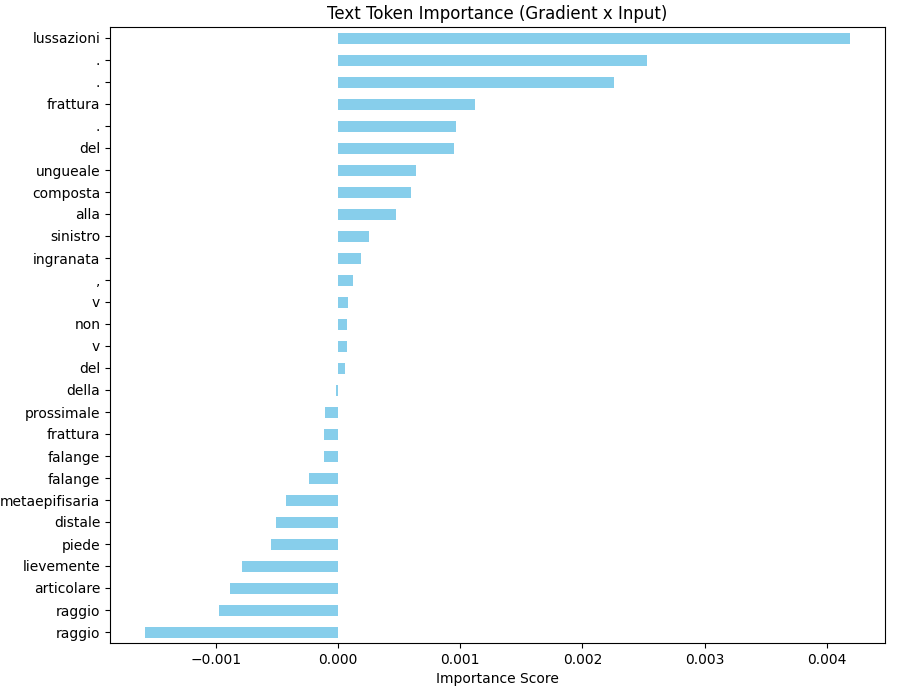 Text Token Importance (Gradient x Input)
lussazioni
.
.
frattura
.
del
ungueale
composta
alla
sinistro
ingranata
,
v
non
v
del
della
prossimale
frattura
falange
falange
metaepifisaria
distale
piede
lievemente
articolare
raggio
raggio
−0.001 0.000 0.001 0.002 0.003 0.004
Importance Score